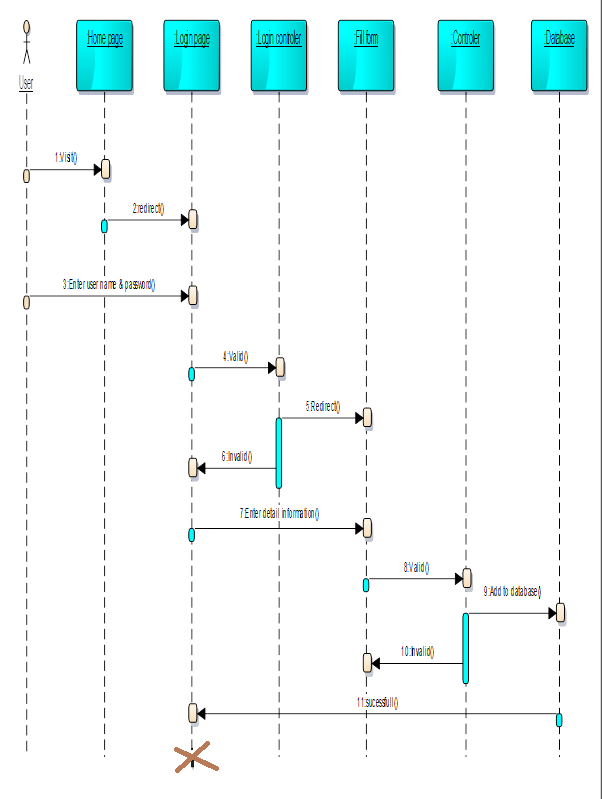 :Home page
:Login page
:Login controler
:Fill form
:Controler
:Database
User
1:Visit()
2:redirect()
3:Enter user name & password()
4:Valid()
5:Redirect()
6:Invalid()
7:Enter detail information()
8:Valid()
9:Add to database()
10:Invalid()
11:sucessfull()